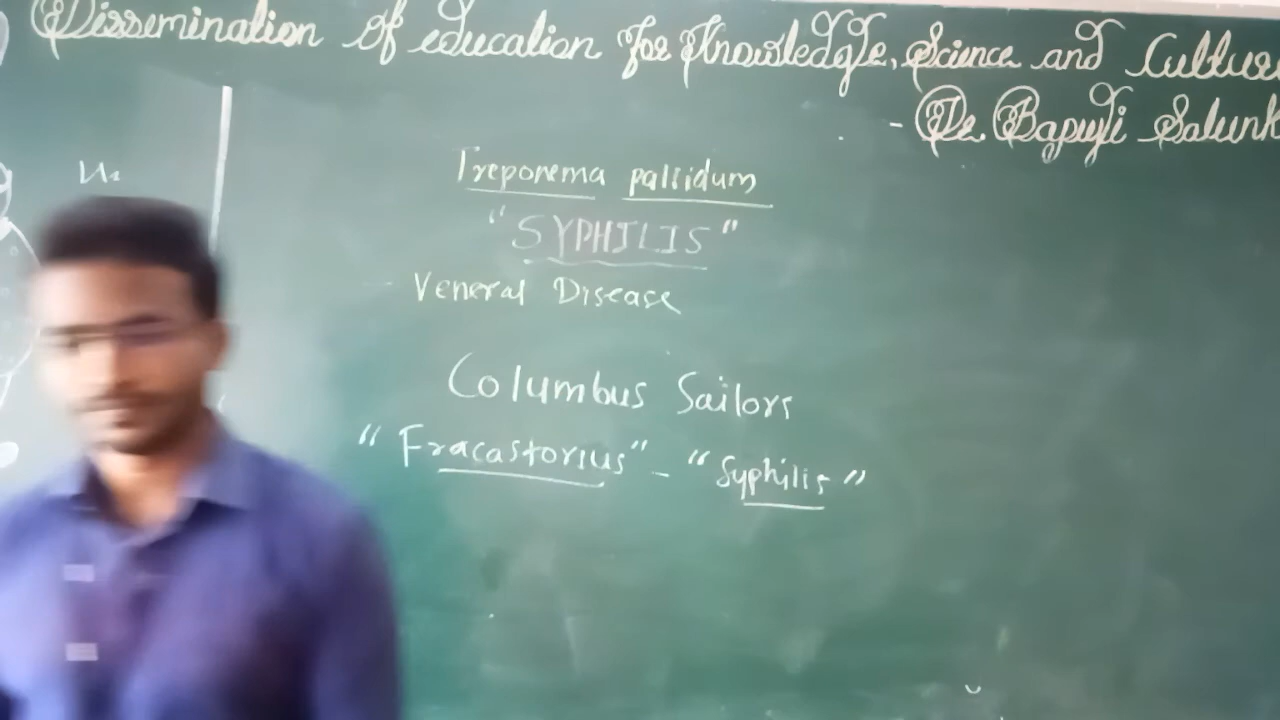 Dissemination of education for Knowledge, Science and Culture
- Dr. Bapuji Salunk
Treponema pallidum
"SYPHILIS"
Veneral Disease
Columbus Sailors
"Fracastorius" - "Syphilis"